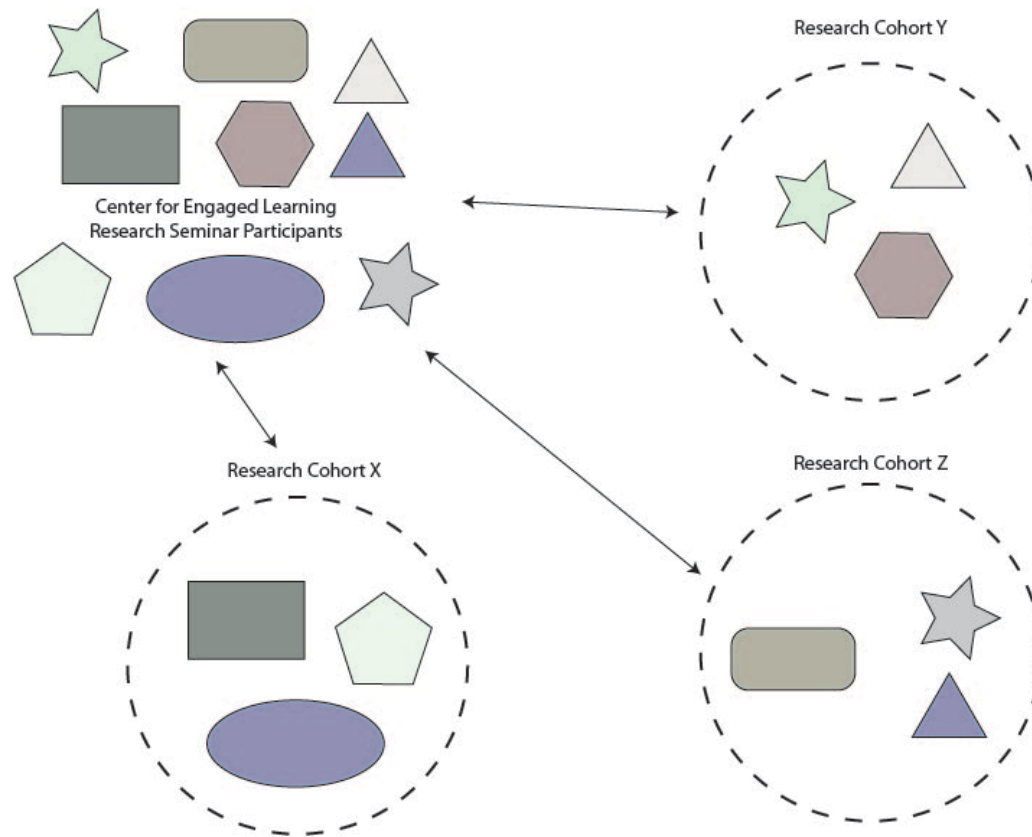 Research Cohort Y
Center for Engaged Learning
Research Seminar Participants
Research Cohort X
Research Cohort Z